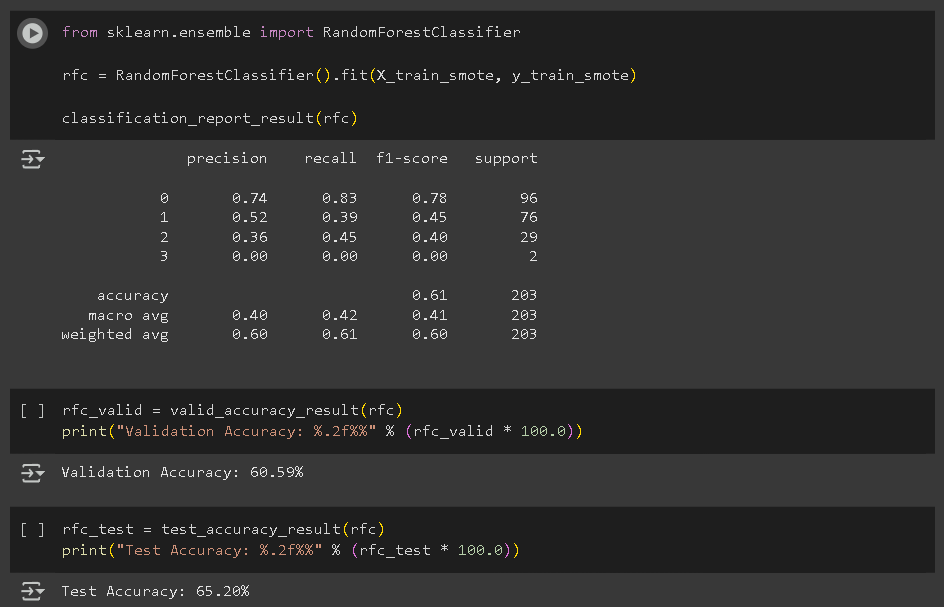 from sklearn.ensemble import RandomForestClassifier
rfc = RandomForestClassifier().fit(X_train_smote, y_train_smote)
classification_report_result(rfc)
precision recall f1-score support
0 0.74 0.83 0.78 96
1 0.52 0.39 0.45 76
2 0.36 0.45 0.40 29
3 0.00 0.00 0.00 2
accuracy 0.61 203
macro avg 0.40 0.42 0.41 203
weighted avg 0.60 0.61 0.60 203
[ ] rfc_valid = valid_accuracy_result(rfc)
print("Validation Accuracy: %.2f%%" % (rfc_valid * 100.0))
Validation Accuracy: 60.59%
[ ] rfc_test = test_accuracy_result(rfc)
print("Test Accuracy: %.2f%%" % (rfc_test * 100.0))
Test Accuracy: 65.20%